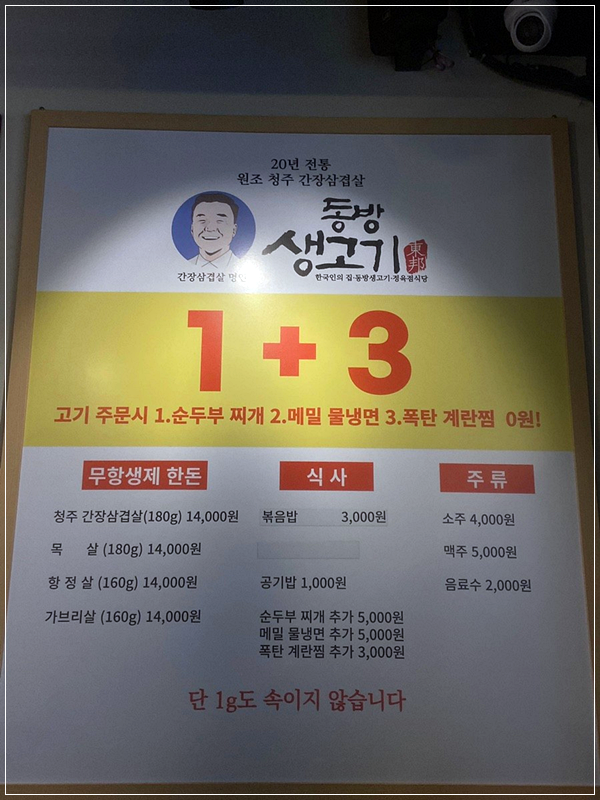 20년 전통
원조 청주 간장삼겹살
동방
생고기
東邦
간장삼겹살 명인
한국인의 집·동방생고기·정육점식당
1+3
고기 주문시 1.순두부 찌개 2.메밀 물냉면 3.폭탄 계란찜 0원!
무항생제 한돈
청주 간장삼겹살(180g) 14,000원
목 살 (180g) 14,000원
항 정 살 (160g) 14,000원
가브리살 (160g) 14,000원
식 사
볶음밥 3,000원
공기밥 1,000원
순두부 찌개 추가 5,000원
메밀 물냉면 추가 5,000원
폭탄 계란찜 추가 3,000원
주 류
소주 4,000원
맥주 5,000원
음료수 2,000원
단 1g도 속이지 않습니다